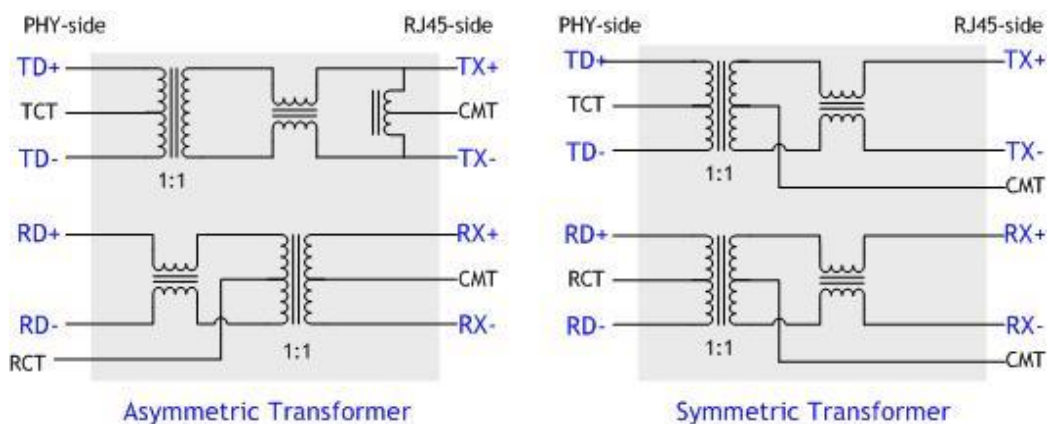 PHY-side RJ45-side
TD+ TX+
TCT CMT
TD- TX-
1:1
RD+ RX+
CMT
RD- RX-
RCT 1:1
Asymmetric Transformer
PHY-side RJ45-side
TD+ TX+
TCT
TD- TX-
1:1
CMT
RD+ RX+
RCT
RD- RX-
1:1
CMT
Symmetric Transformer